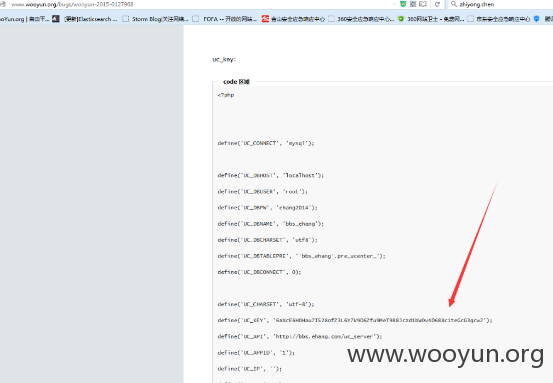 www.wooyun.org/bugs/wooyun-2015-0127968
zhiyong.chen
WooYun.org | 自由平... [更新]Elasticsearch ... Storm Blog|关注网络... FOFA -- 开放的网络... 金山安全应急响应中心 360安全应急响应中心... 360网站卫士 - 免费网... 京东安全应急响应中心
uc_key:
code 区域
<?php
define('UC_CONNECT', 'mysql');
define('UC_DBHOST', 'localhost');
define('UC_DBUSER', 'root');
define('UC_DBPW', 'ehang2014');
define('UC_DBNAME', 'bbs_ehang');
define('UC_DBCHARSET', 'utf8');
define('UC_DBTABLEPRE', '`bbs_ehang`.pre_ucenter_');
define('UC_DBCONNECT', 0);
define('UC_CHARSET', 'utf-8');
define('UC_KEY', '
define('UC_API', 'http://bbs.ehang.com/uc_server');
define('UC_APPID', '1');
define('UC_IP', '');
www.wooyun.org